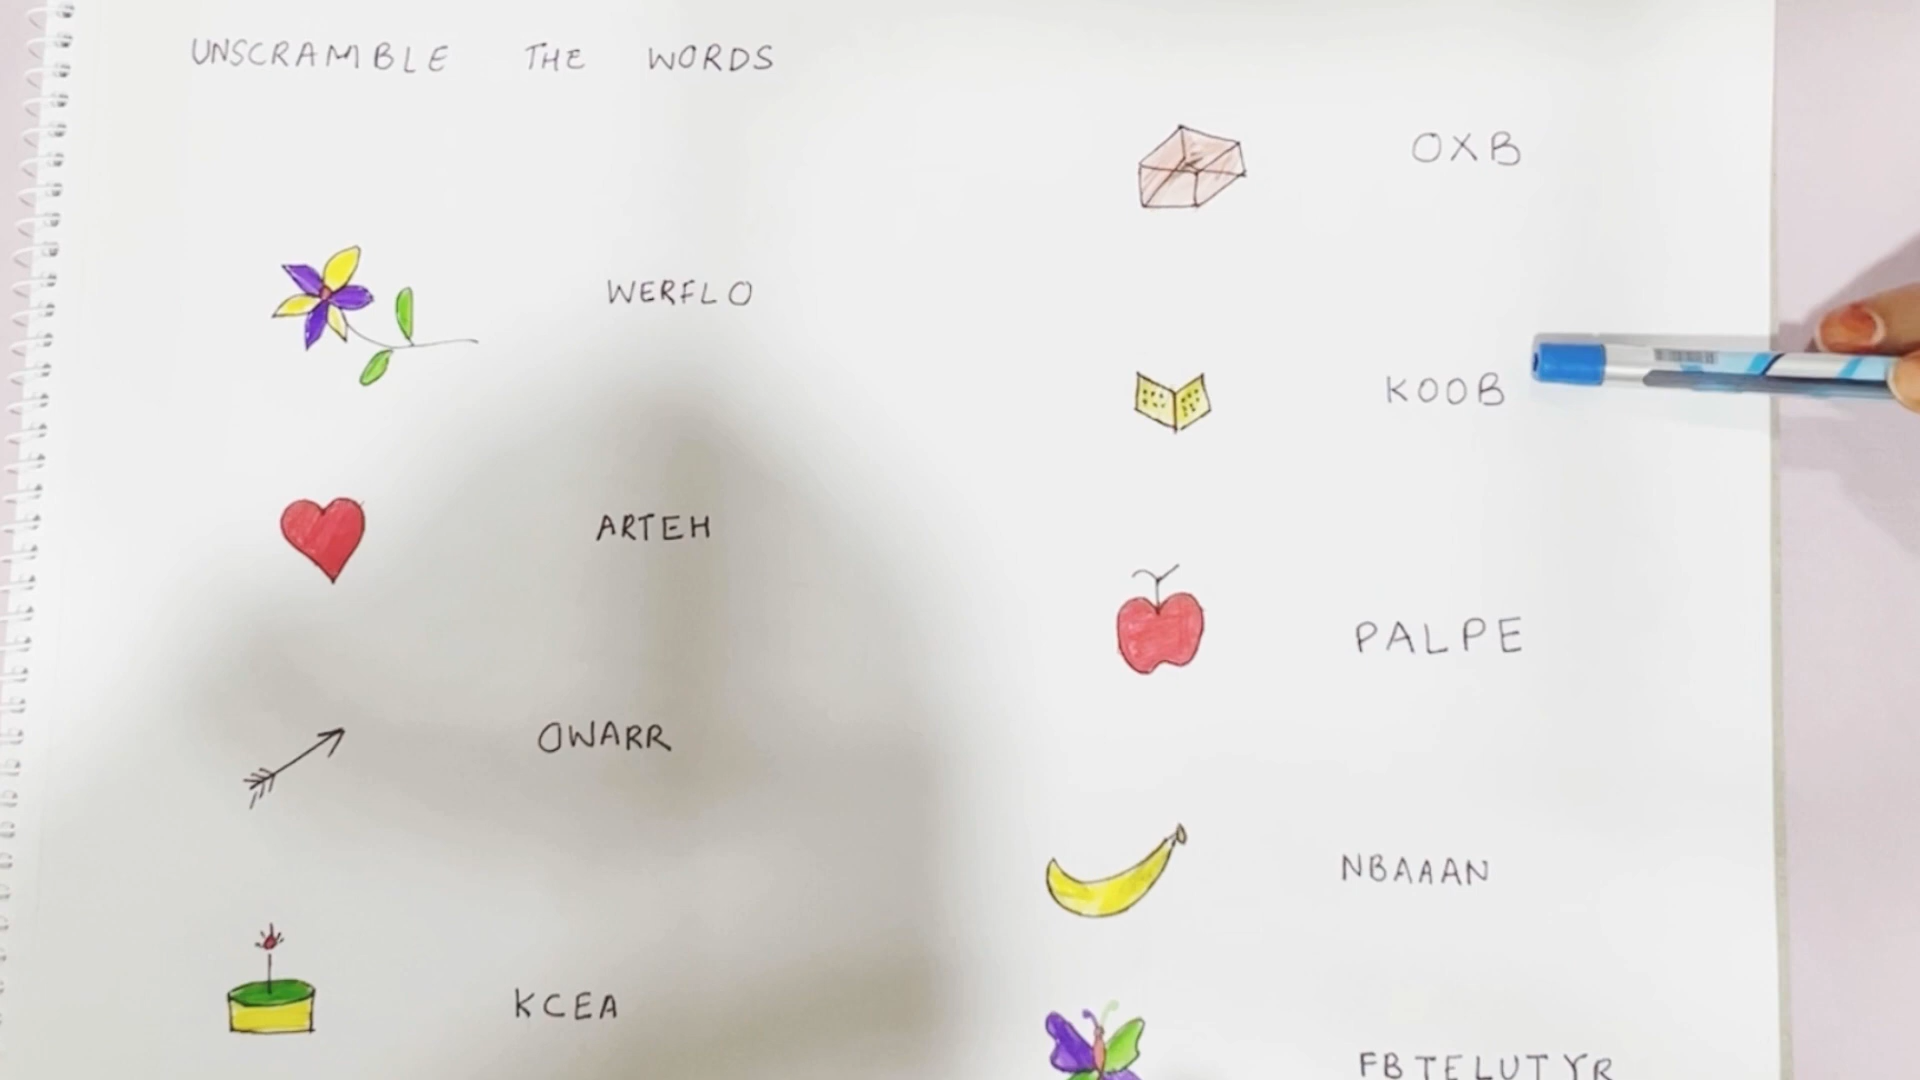 UNSCRAMBLE THE WORDS
WERFLO
ARTEH
OWARR
KCEA
OXB
KOOB
PALPE
NBAAAN
FBTELUTYR